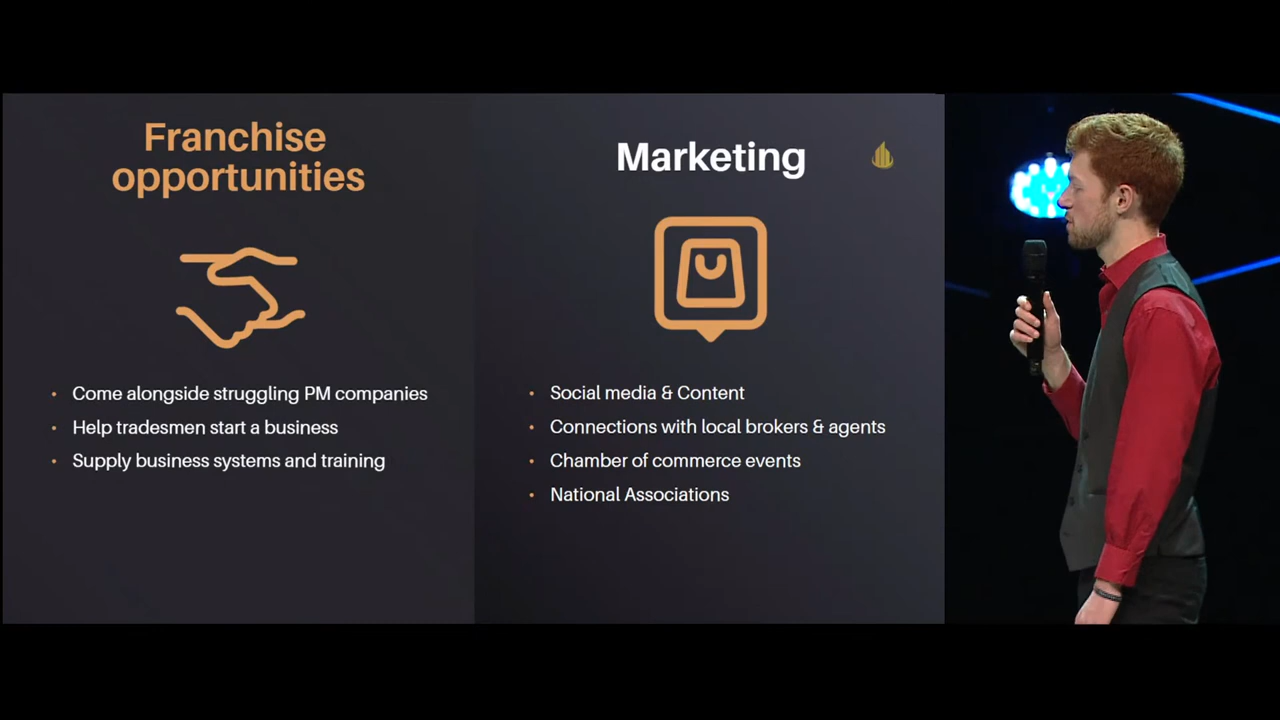 Franchise
opportunities
Come alongside struggling PM companies
Help tradesmen start a business
Supply business systems and training
Marketing
Social media & Content
Connections with local brokers & agents
Chamber of commerce events
National Associations